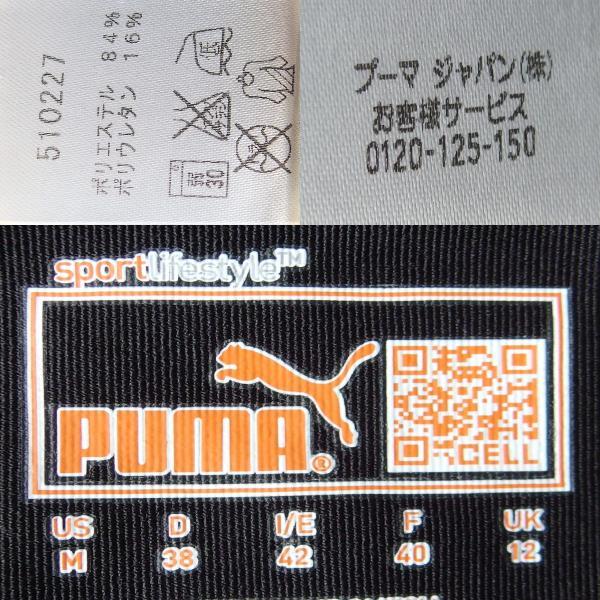 510227
ポリエステル 84%
ポリウレタン 16%
弱
30
プーマ ジャパン(株)
お客様サービス
0120-125-150
sportlifestyle™
PUMA®
CELL
US D I/E F UK
M 38 42 40 12